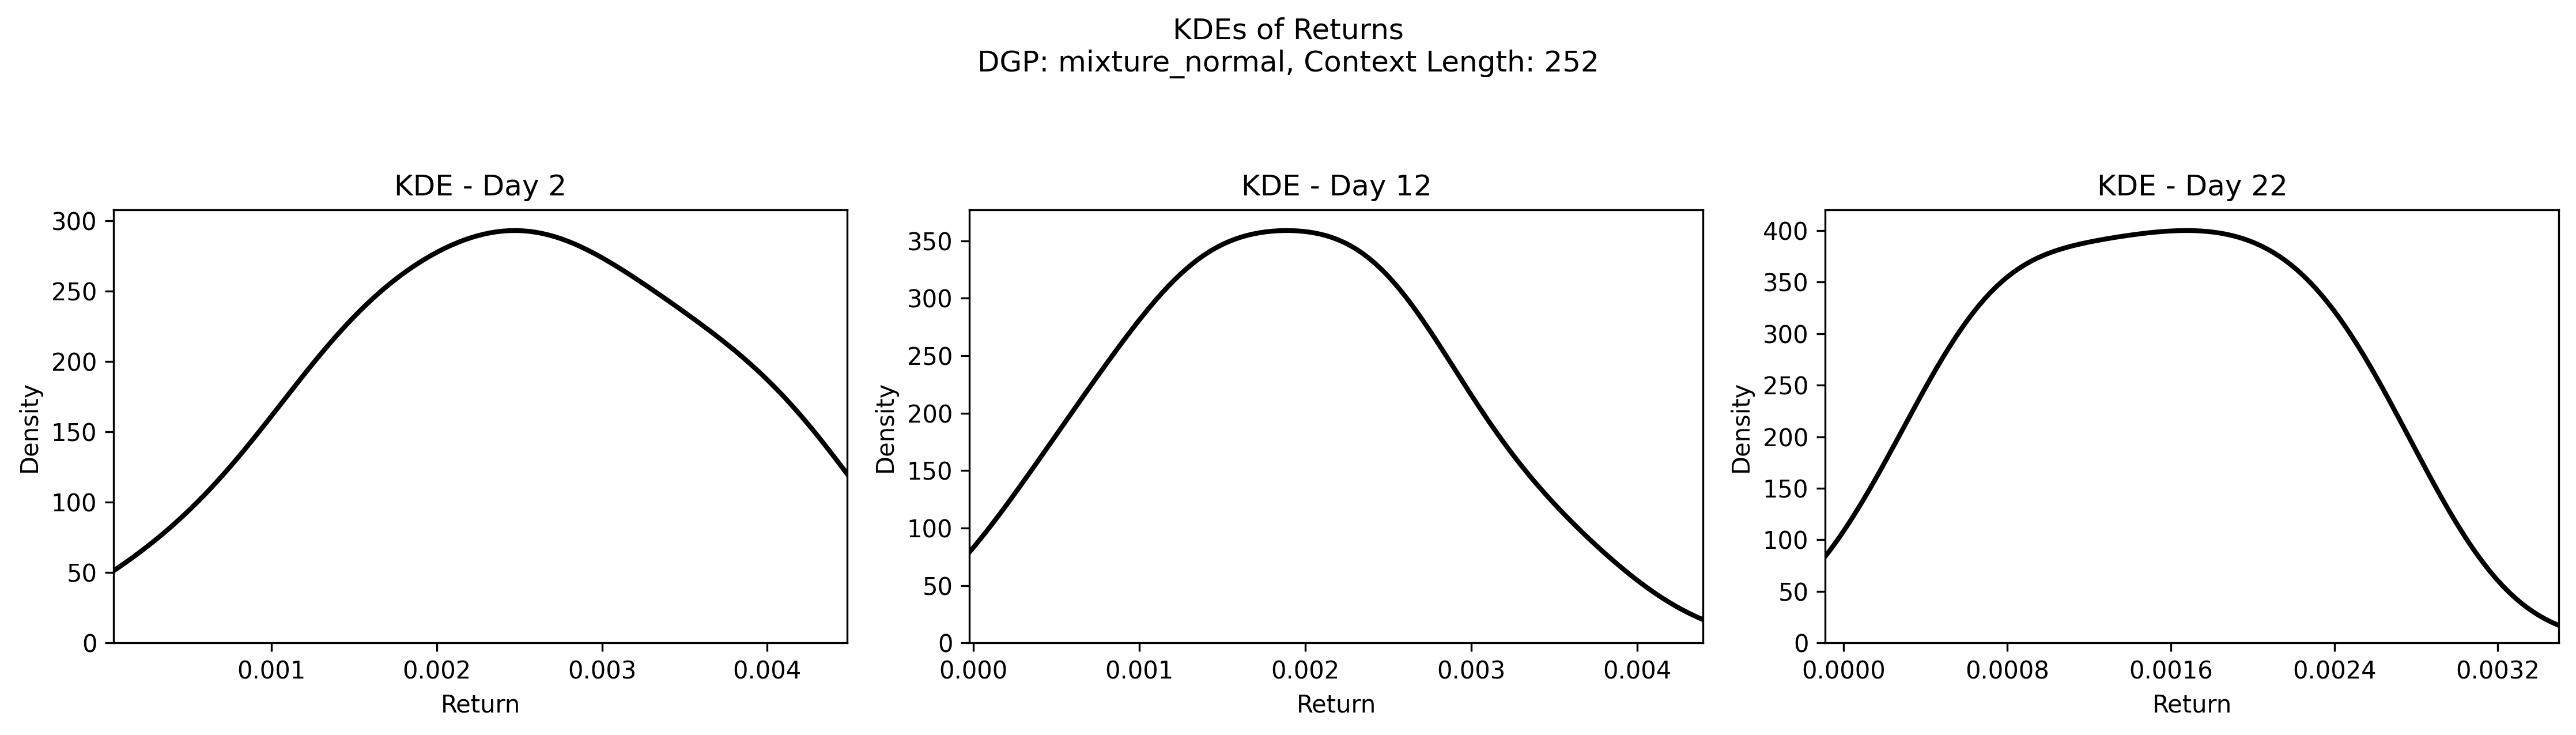 KDEs of Returns
DGP: mixture_normal, Context Length: 252
KDE - Day 2
300
250
200
150
100
50
0
Density
0.001 0.002 0.003 0.004
Return
KDE - Day 12
350
300
250
200
150
100
50
0
Density
0.000 0.001 0.002 0.003 0.004
Return
KDE - Day 22
400
350
300
250
200
150
100
50
0
Density
0.0000 0.0008 0.0016 0.0024 0.0032
Return